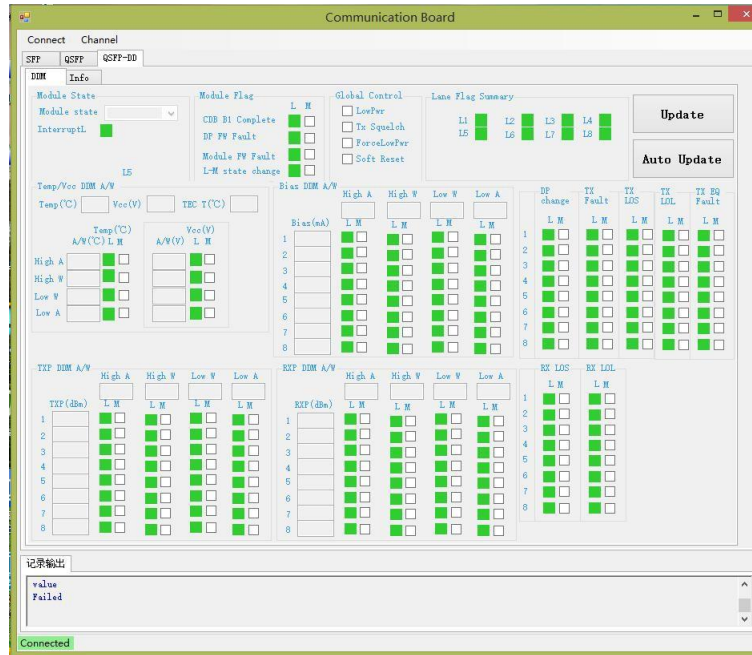 Communication Board
Connect Channel
SFP QSFP QSFP-DD
DDM Info
Module State
Module state
InterruptL
L5
Module Flag
L M
CDB B1 Complete
DP FW Fault
Module FW Fault
L-M state change
Global Control
LowPwr
Tx Squelch
ForceLowPwr
Soft Reset
Lane Flag Summary
L1 L2 L3 L4
L5 L6 L7 L8
Update
Auto Update
Temp/Vcc DDM A/W
Temp(℃) Vcc(V) TEC T(℃)
Temp(℃) Vcc(V)
A/W(℃) L M A/W(V) L M
High A
High W
Low W
Low A
Bias DDM A/W
High A High W Low W Low A
Bias(mA) L M L M L M L M
1
2
3
4
5
6
7
8
DP change TX Fault TX LOS TX LOL TX EQ Fault
L M L M L M L M L M
1
2
3
4
5
6
7
8
TXP DDM A/W
High A High W Low W Low A
TXP(dBm) L M L M L M L M
1
2
3
4
5
6
7
8
RXP DDM A/W
High A High W Low W Low A
RXP(dBm) L M L M L M L M
1
2
3
4
5
6
7
8
RX LOS RX LOL
L M L M
1
2
3
4
5
6
7
8
记录输出
value
Failed
Connected